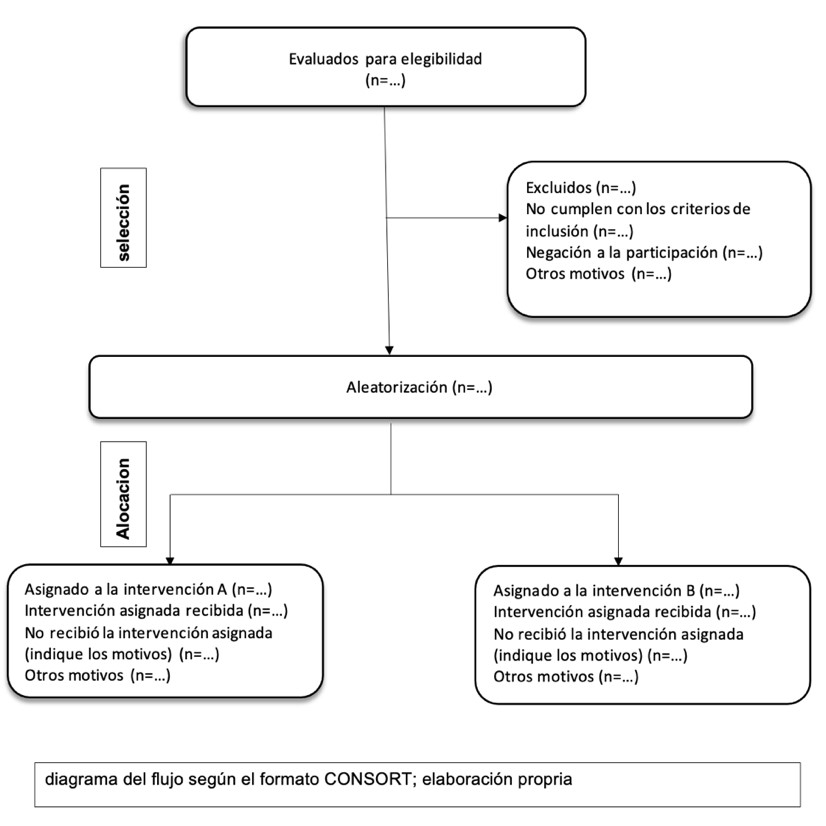 Evaluados para elegibilidad
(n=...)
selección
Excluidos (n=...)
No cumplen con los criterios de
inclusión (n=...)
Negación a la participación (n=...)
Otros motivos (n=...)
Aleatorización (n=...)
Alocacion
Asignado a la intervención A (n=...)
Intervención asignada recibida (n=...)
No recibió la intervención asignada
(indique los motivos) (n=...)
Otros motivos (n=...)
Asignado a la intervención B (n=...)
Intervención asignada recibida (n=...)
No recibió la intervención asignada
(indique los motivos) (n=...)
Otros motivos (n=...)
diagrama del flujo según el formato CONSORT; elaboración propria